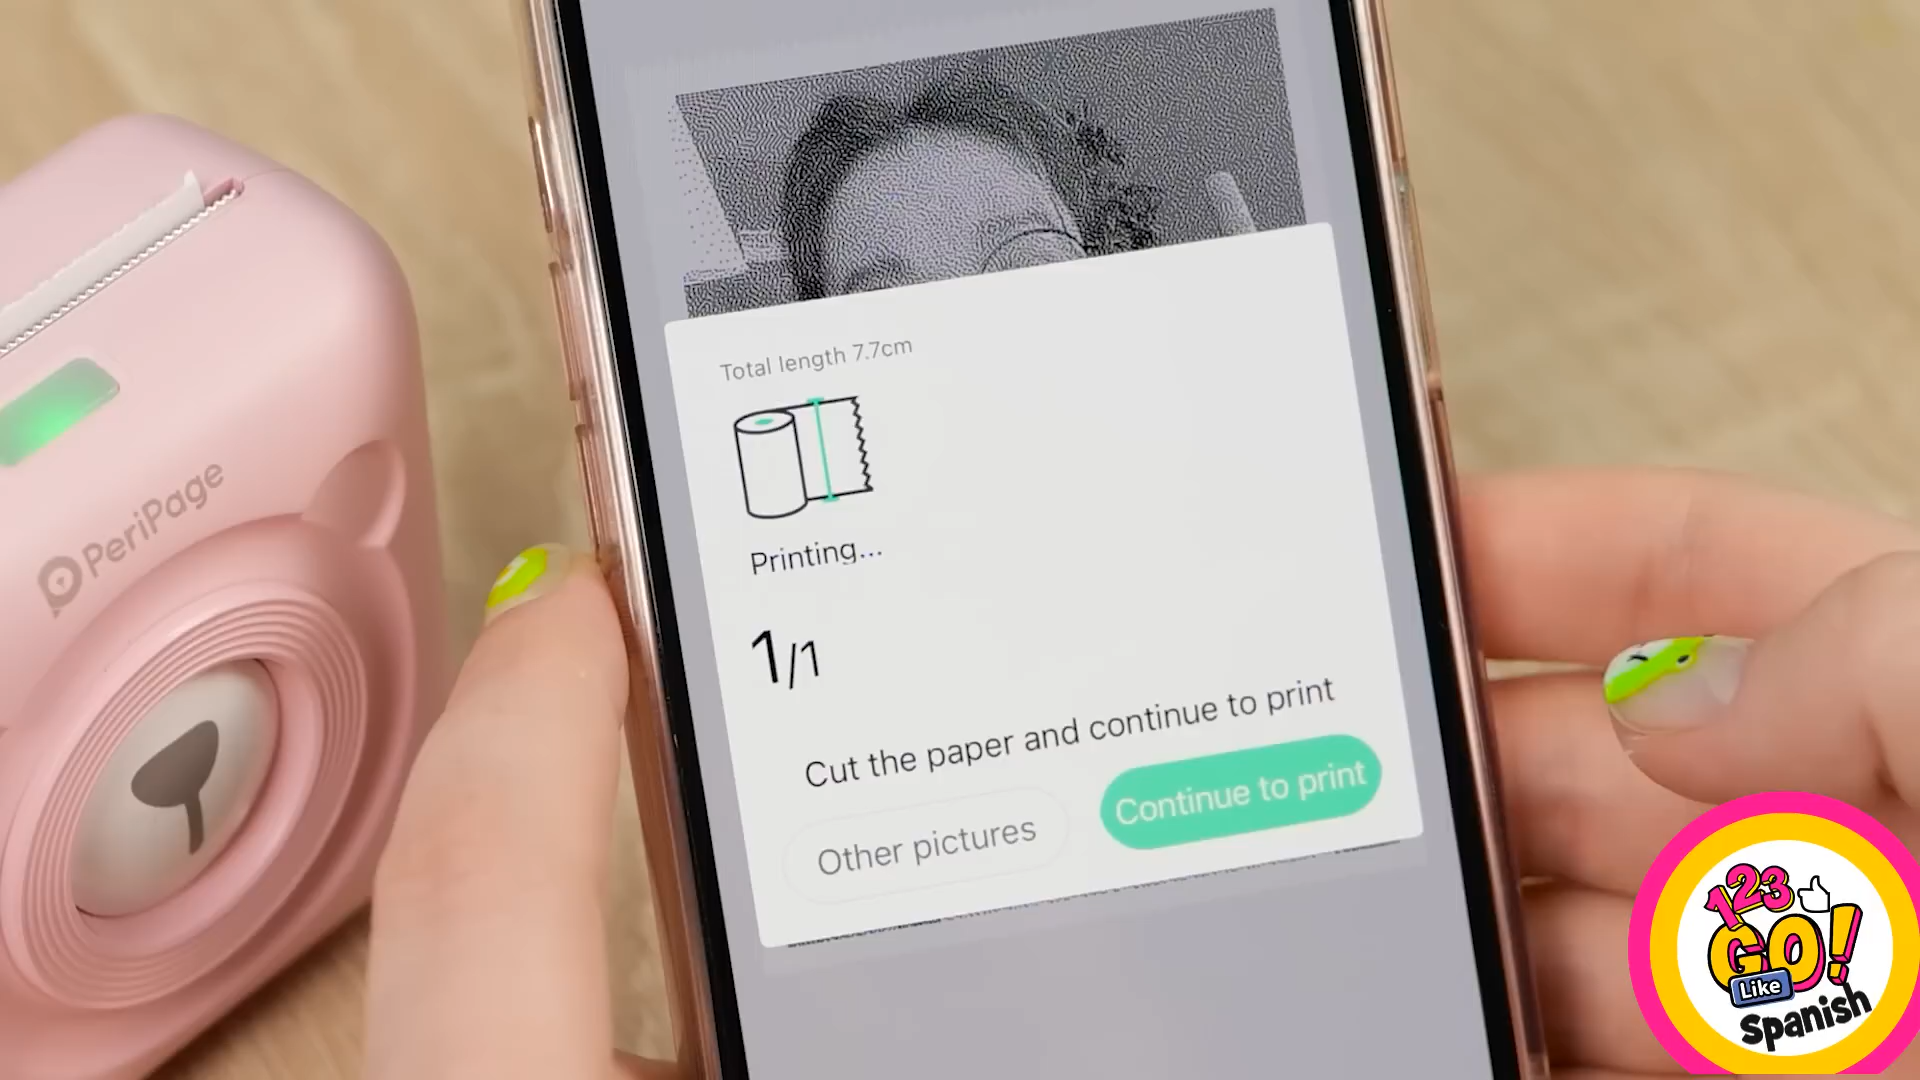 PeriPage
Total length 7.7cm
Printing...
1/1
Cut the paper and continue to print
Other pictures
Continue to print
123
GO!
Like
Spanish